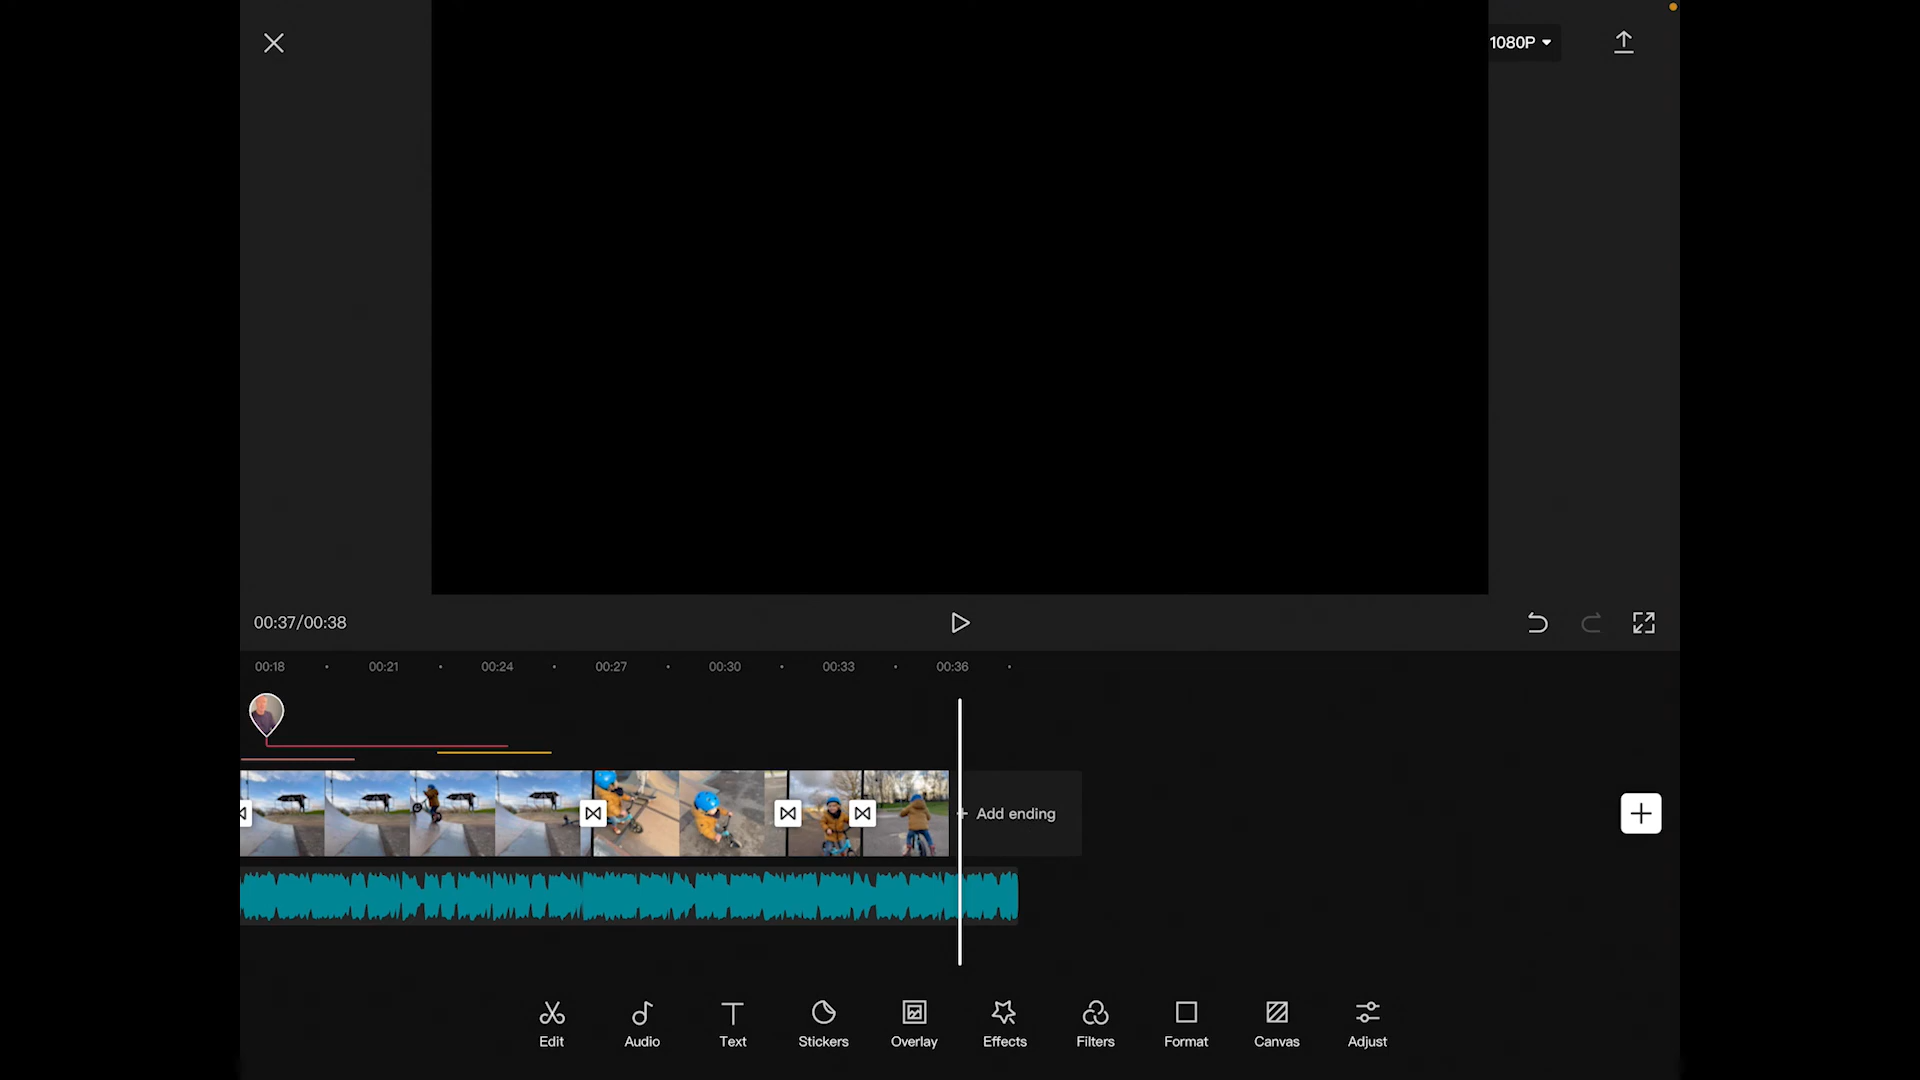 1080P
00:37/00:38
00:18 00:21 00:24 00:27 00:30 00:33 00:36
+ Add ending
Edit Audio Text Stickers Overlay Effects Filters Format Canvas Adjust